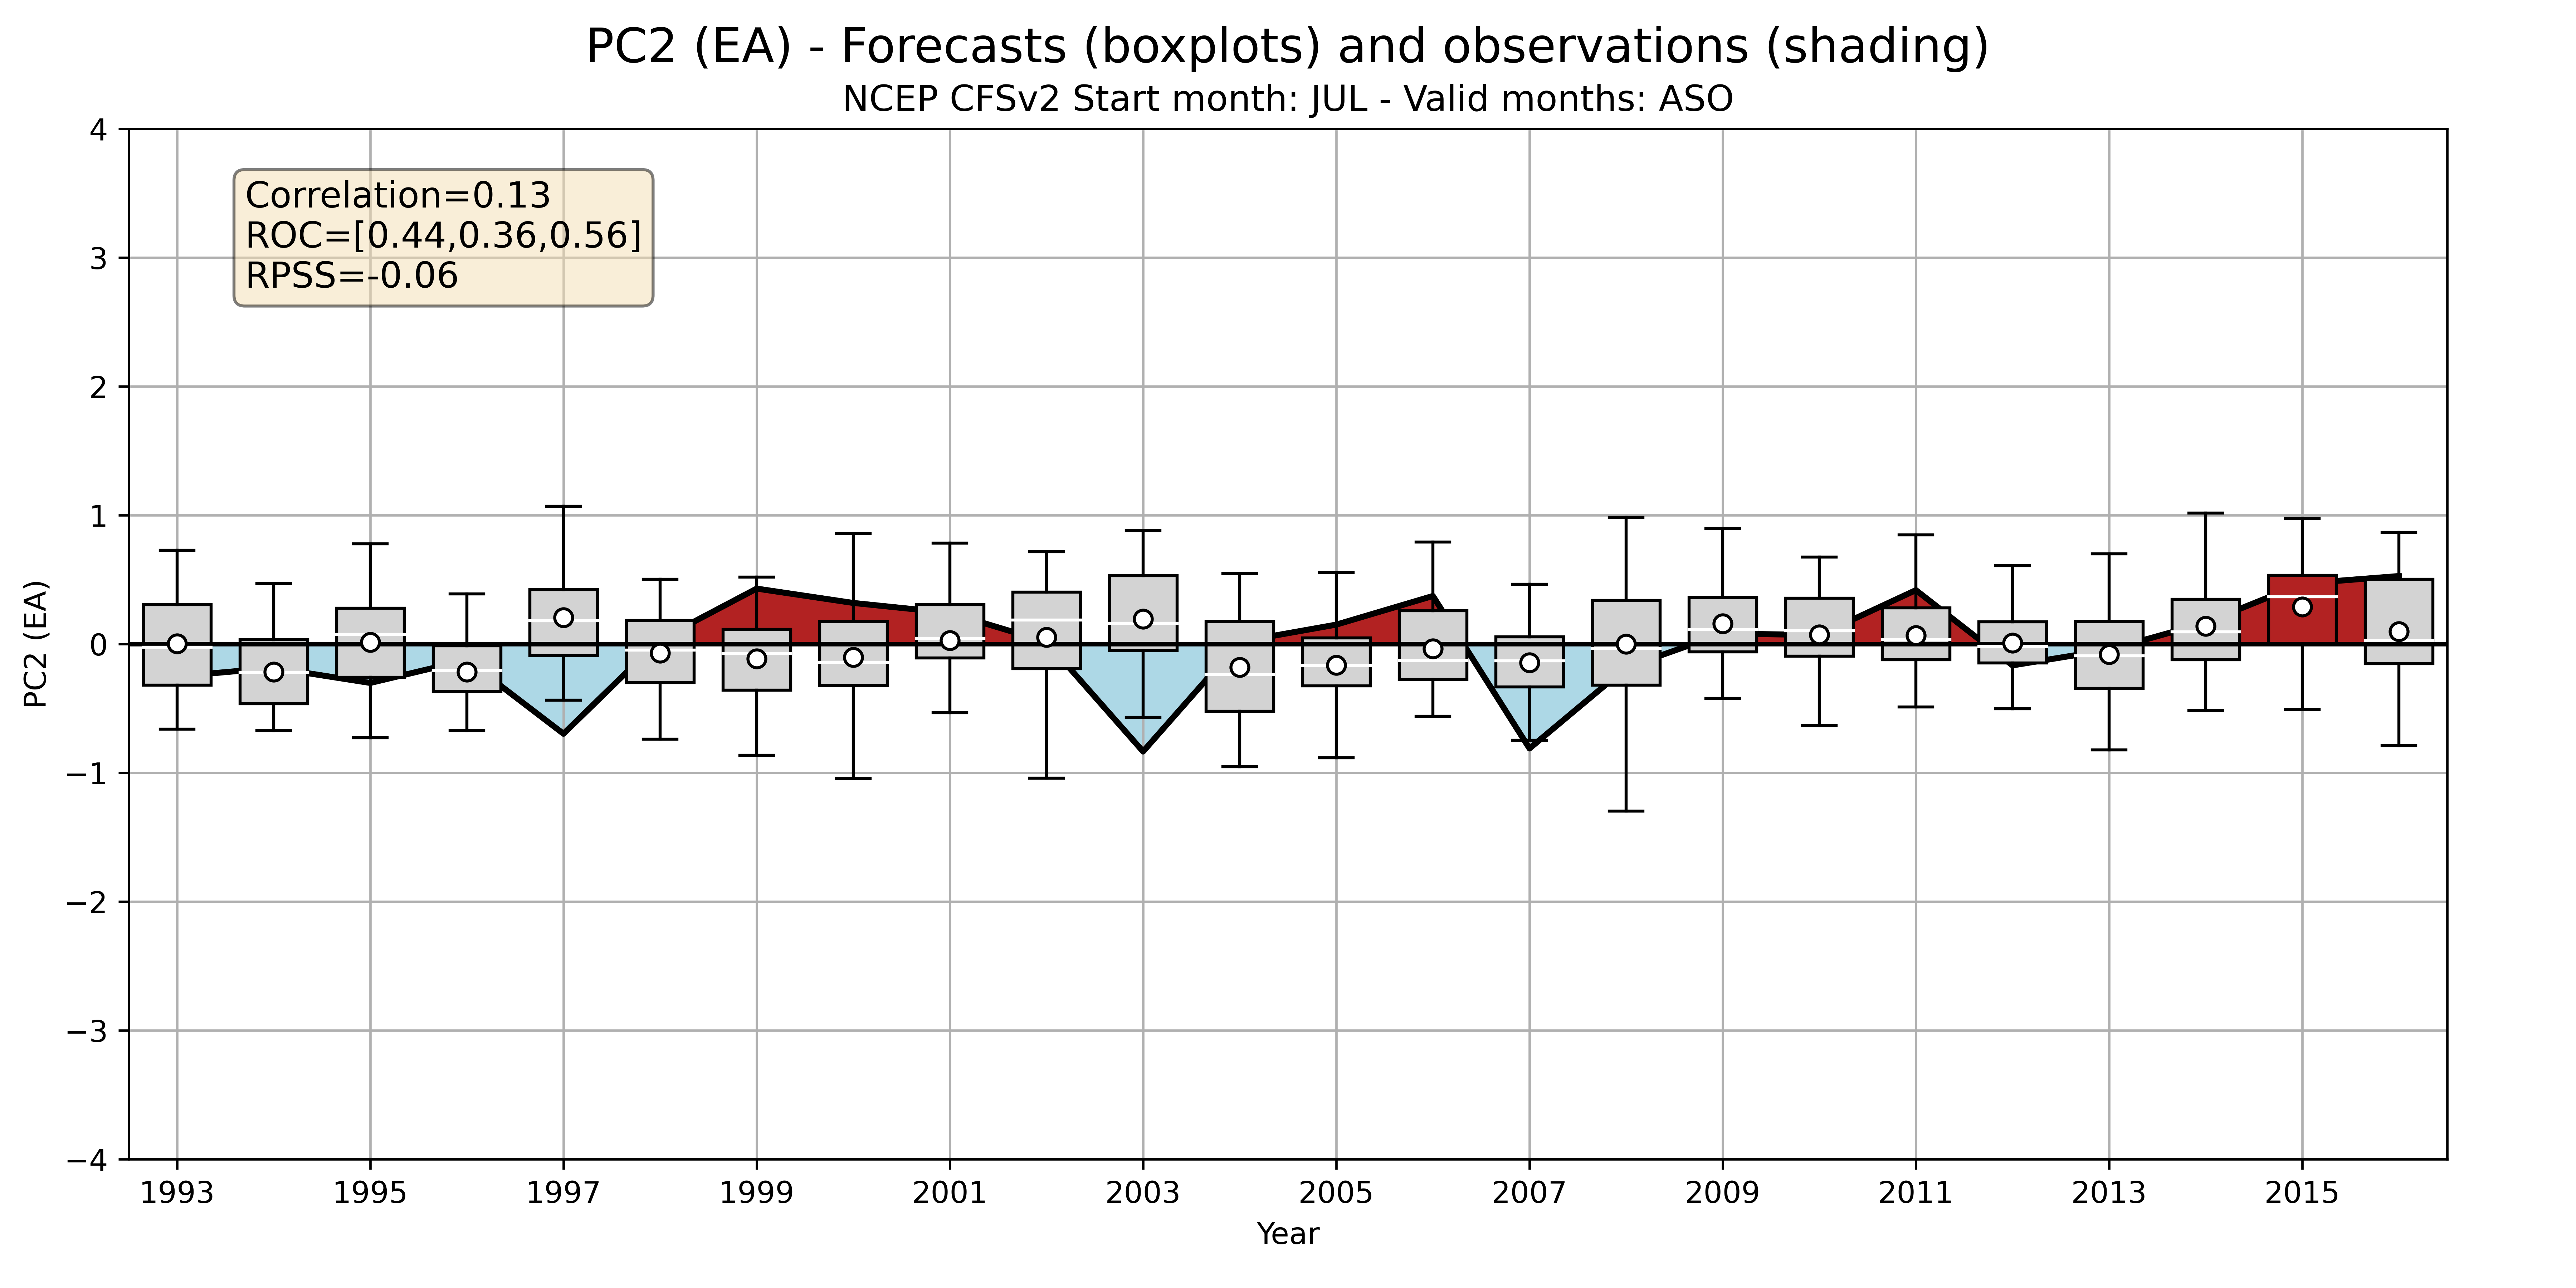 PC2 (EA) - Forecasts (boxplots) and observations (shading)
NCEP CFSv2 Start month: JUL - Valid months: ASO
Correlation=0.13
ROC=[0.44,0.36,0.56]
RPSS=-0.06
PC2 (EA)
4
3
2
1
0
−1
−2
−3
−4
1993 1995 1997 1999 2001 2003 2005 2007 2009 2011 2013 2015
Year